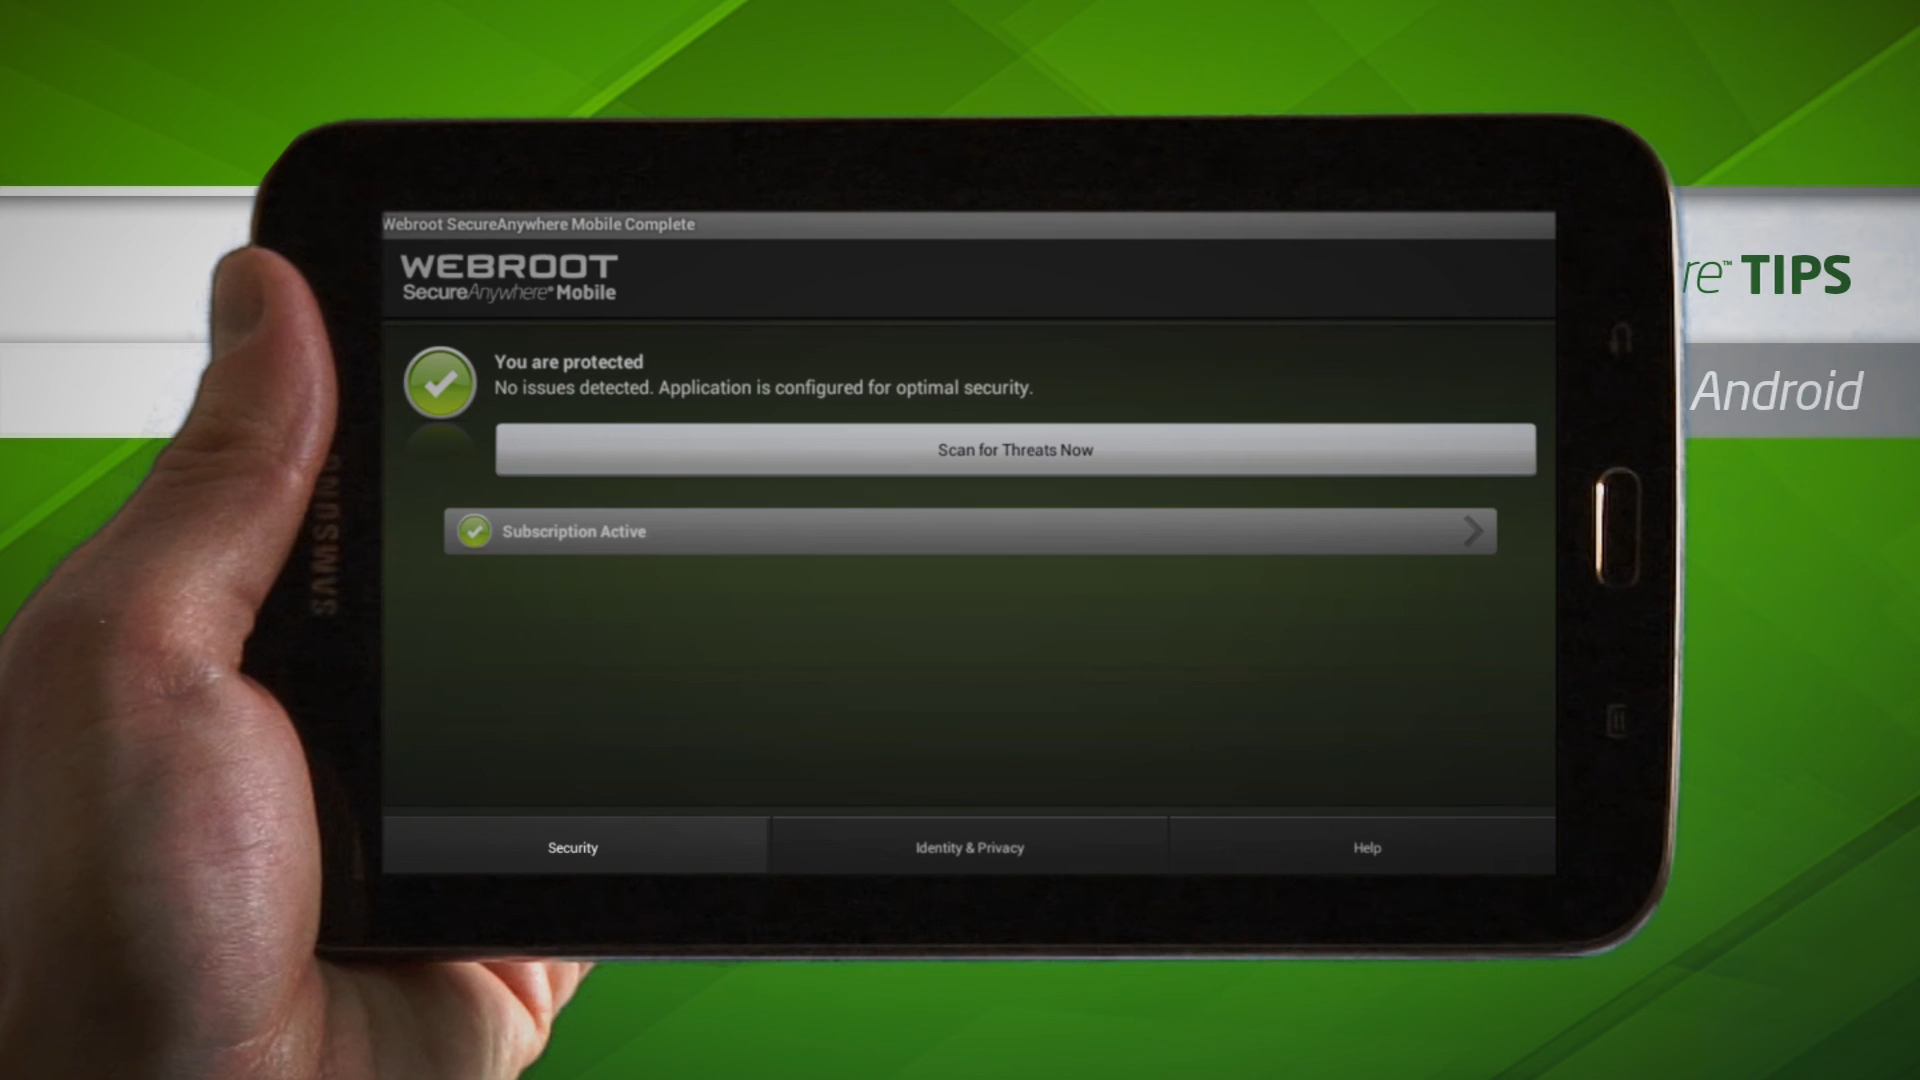 Webroot SecureAnywhere Mobile Complete
WEBROOT
SecureAnywhere® Mobile
re™ TIPS
You are protected
No issues detected. Application is configured for optimal security.
Android
Scan for Threats Now
Subscription Active
SAMSUNG
Security
Identity & Privacy
Help